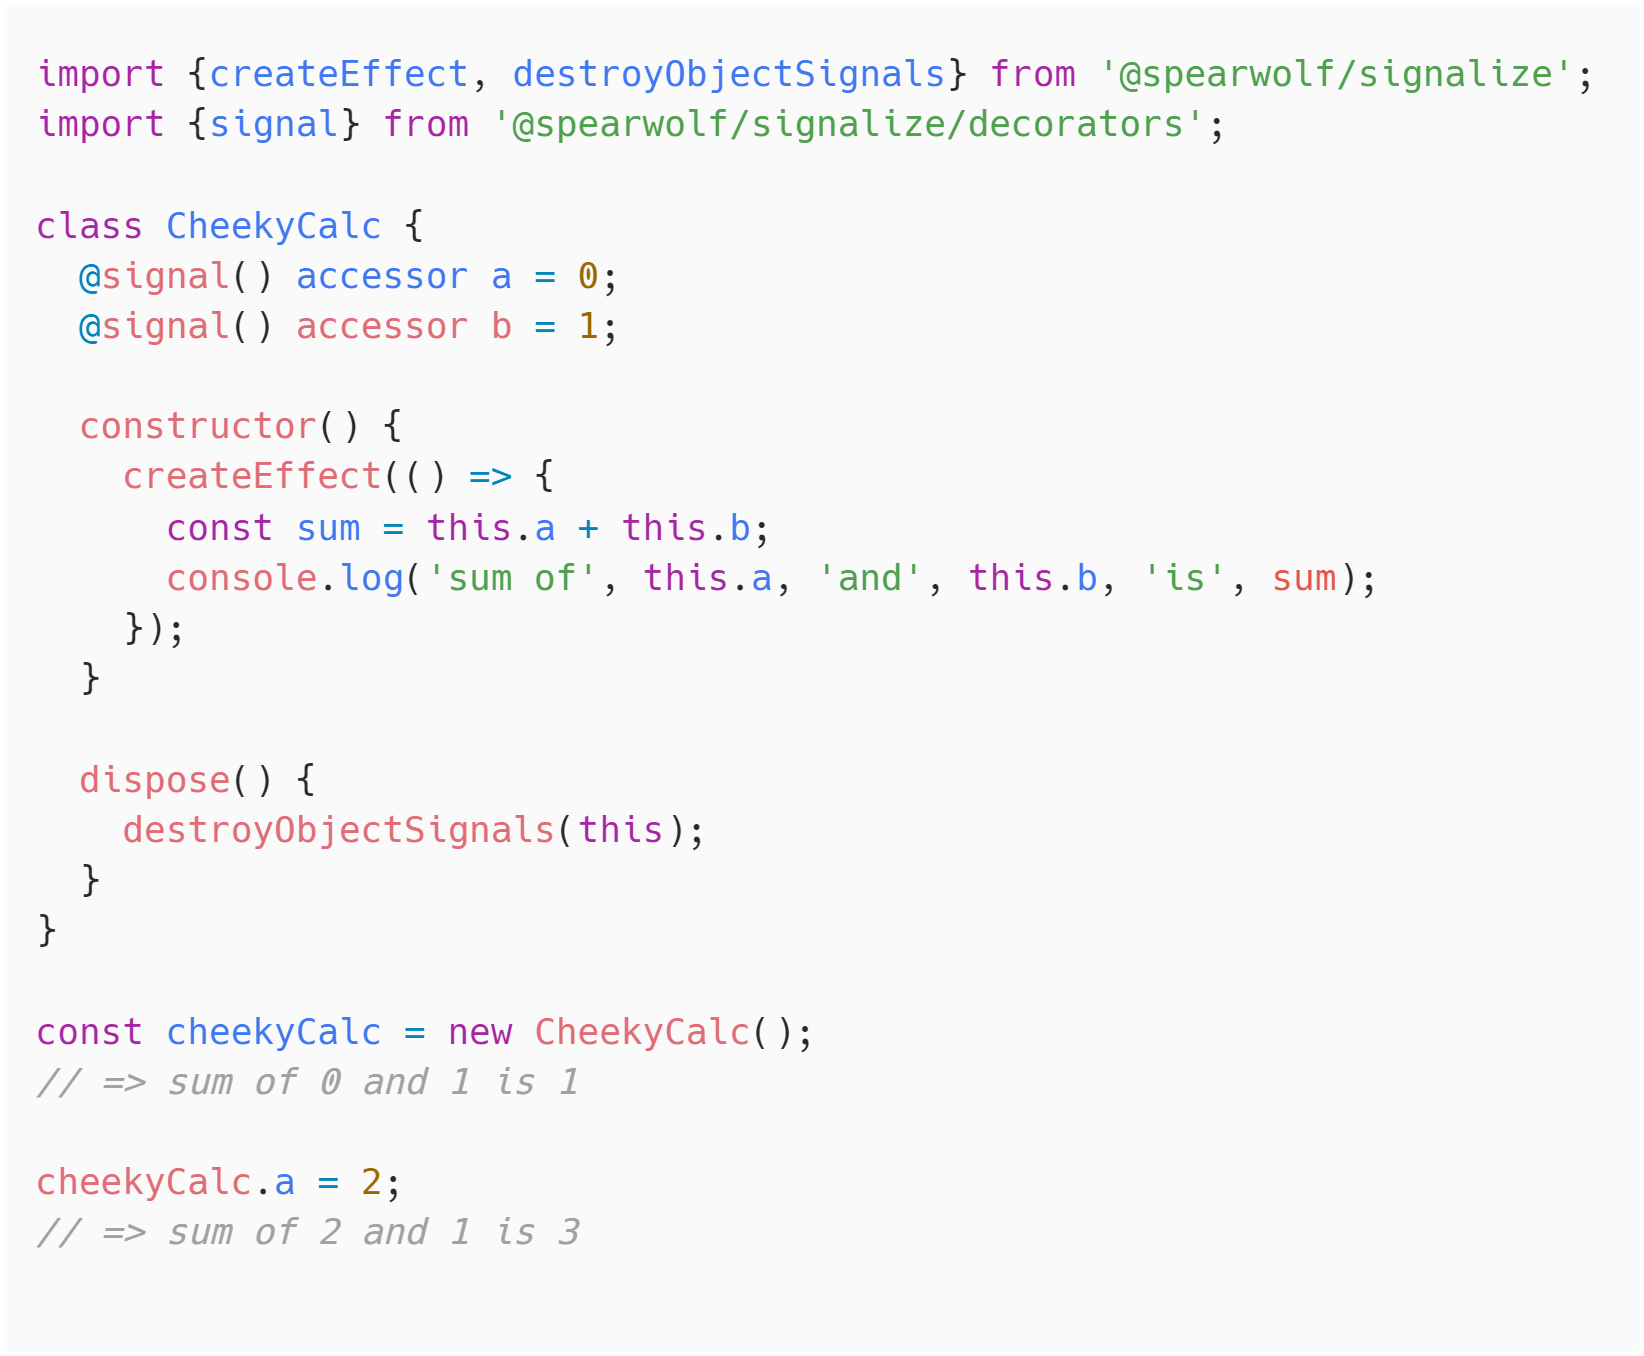 import {createEffect, destroyObjectSignals} from '@spearwolf/signalize';
import {signal} from '@spearwolf/signalize/decorators';

class CheekyCalc {
  @signal() accessor a = 0;
  @signal() accessor b = 1;

  constructor() {
    createEffect(() => {
      const sum = this.a + this.b;
      console.log('sum of', this.a, 'and', this.b, 'is', sum);
    });
  }

  dispose() {
    destroyObjectSignals(this);
  }
}

const cheekyCalc = new CheekyCalc();
// => sum of 0 and 1 is 1

cheekyCalc.a = 2;
// => sum of 2 and 1 is 3